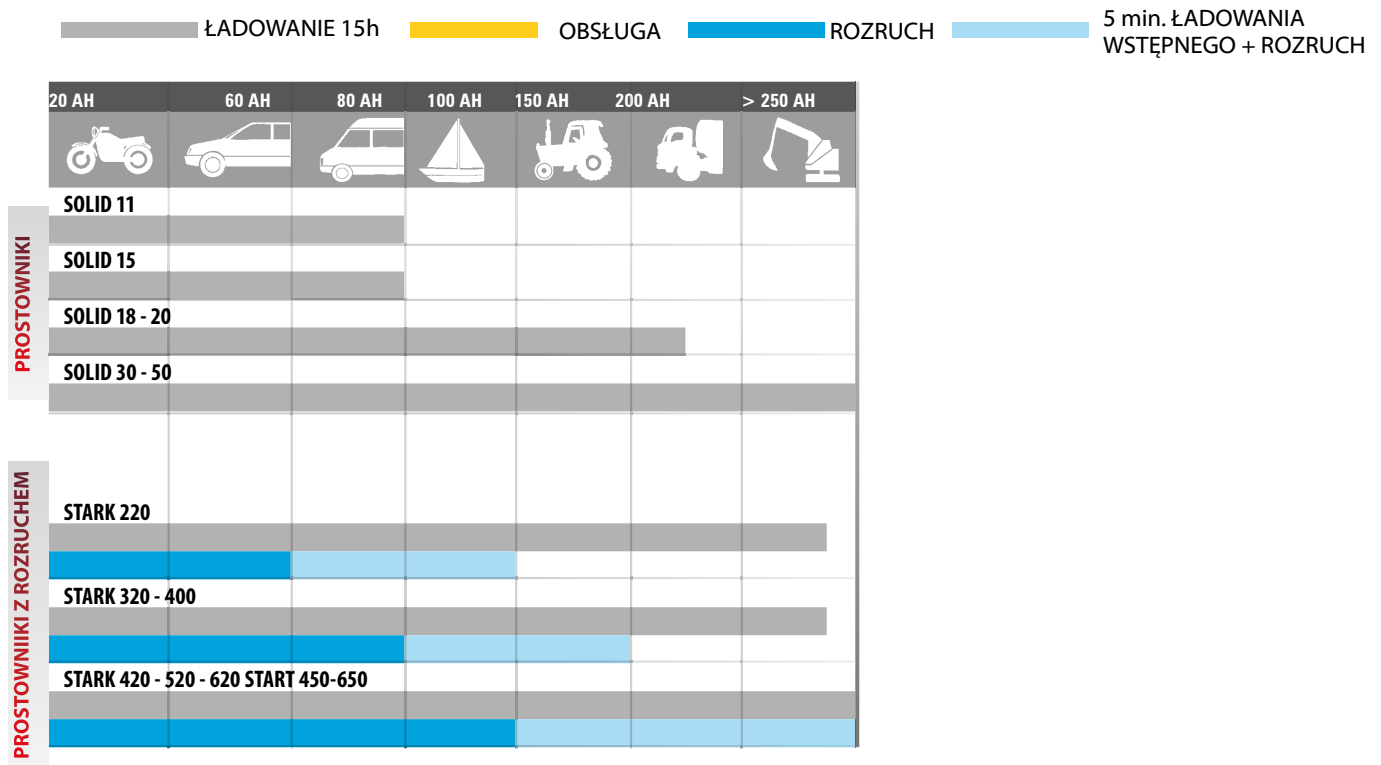 ŁADOWANIE 15h
OBSŁUGA
ROZRUCH
5 min. ŁADOWANIA
WSTĘPNEGO + ROZRUCH
20 AH 60 AH 80 AH 100 AH 150 AH 200 AH > 250 AH
PROSTOWNIKI
SOLID 11
SOLID 15
SOLID 18 - 20
SOLID 30 - 50
PROSTOWNIIKI Z ROZRUCHEM
STARK 220
STARK 320 - 400
STARK 420 - 520 - 620 START 450-650